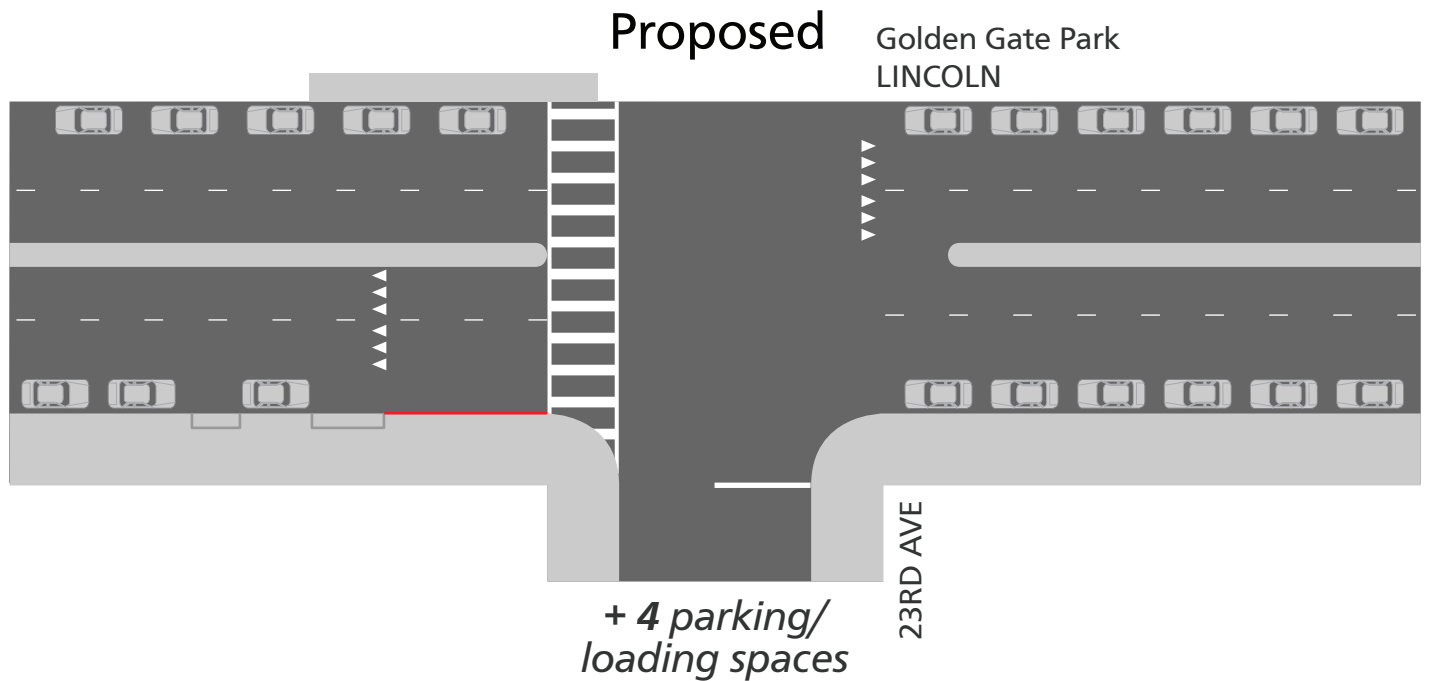 Proposed
Golden Gate Park
LINCOLN
23RD AVE
+ 4 parking/
loading spaces